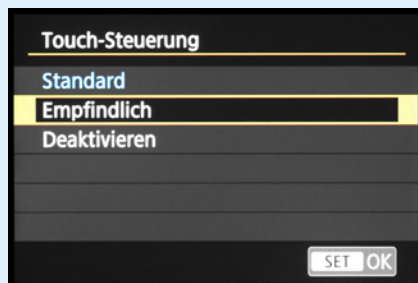 Touch-Steuerung
Standard
Empfindlich
Deaktivieren
SET OK